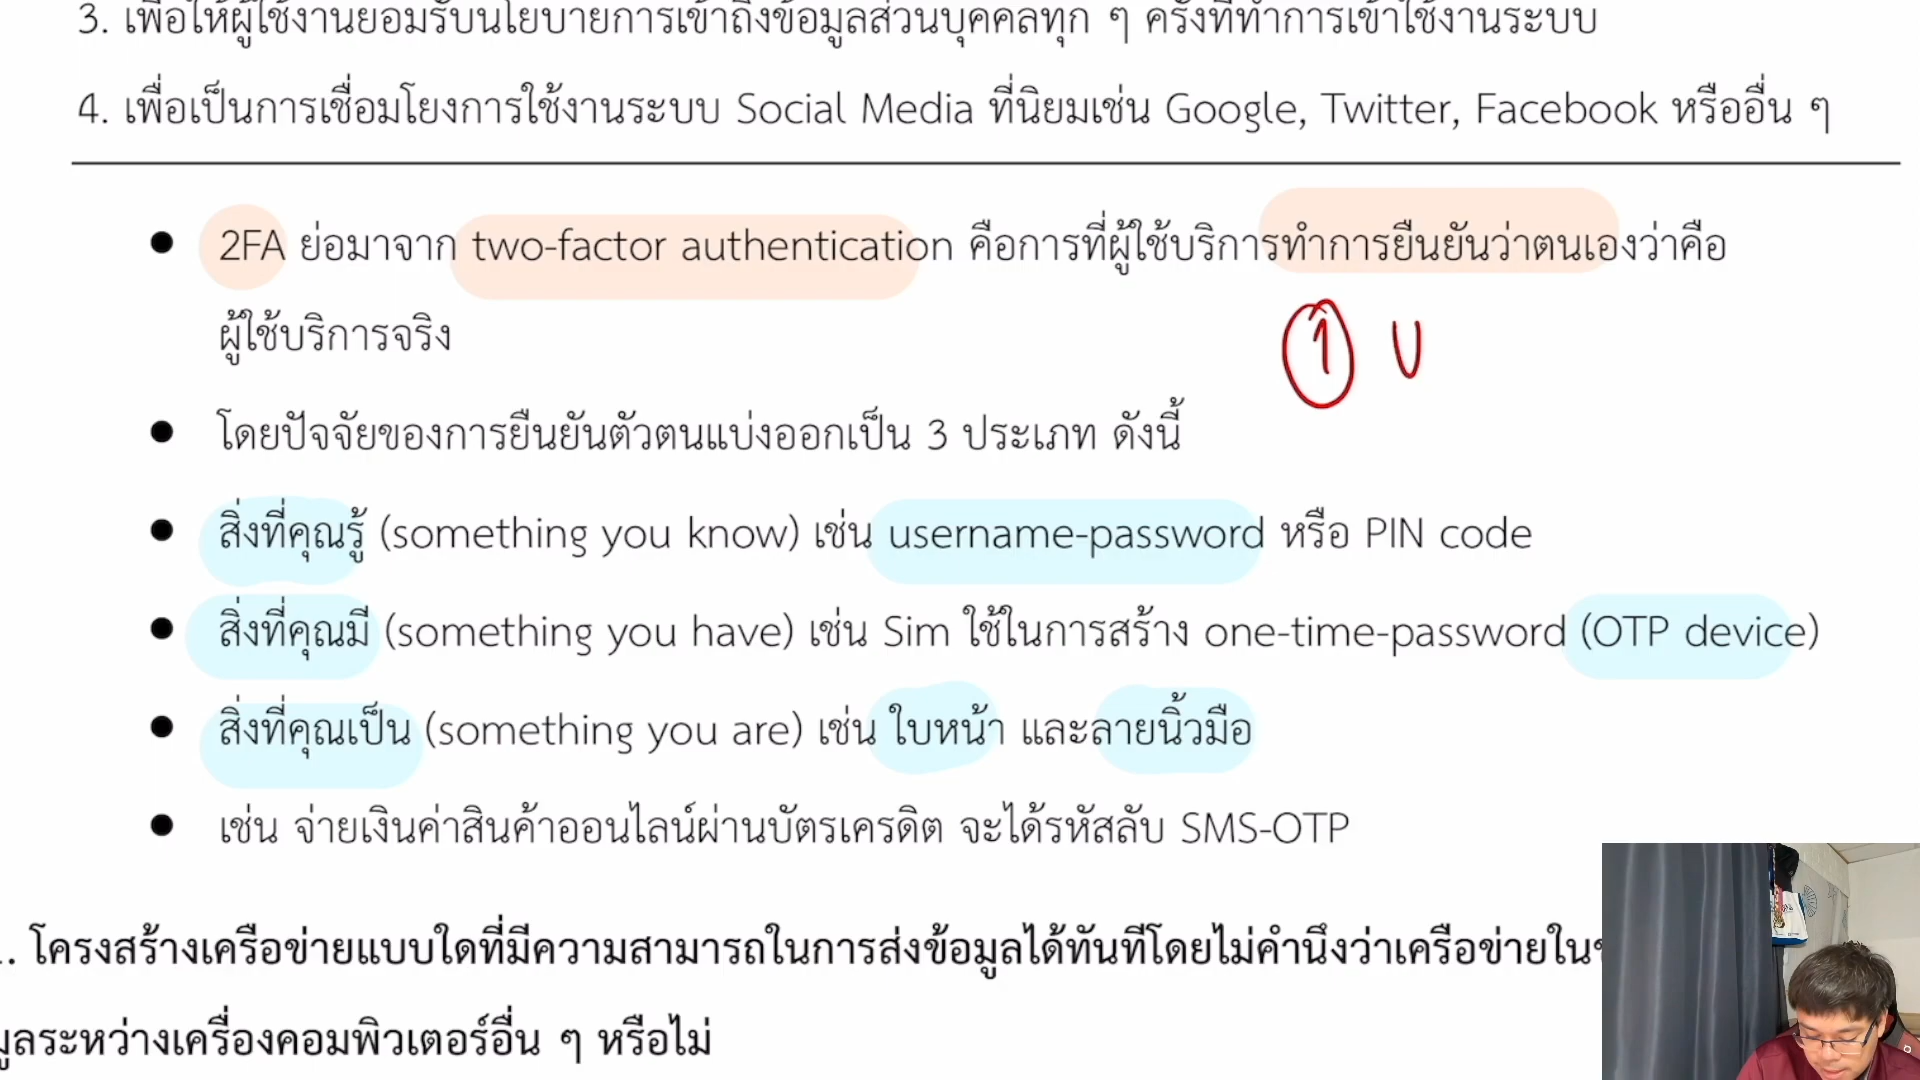 3. เพื่อให้ผู้ใช้งานยอมรับนโยบายการเข้าถึงข้อมูลส่วนบุคคลทุก ๆ ครั้งที่ทำการเข้าใช้งานระบบ
4. เพื่อเป็นการเชื่อมโยงการใช้งานระบบ Social Media ที่นิยมเช่น Google, Twitter, Facebook หรืออื่น ๆ
● 2FA ย่อมาจาก two-factor authentication คือการที่ผู้ใช้บริการทำการยืนยันว่าตนเองว่าคือ
ผู้ใช้บริการจริง
1 U
● โดยปัจจัยของการยืนยันตัวตนแบ่งออกเป็น 3 ประเภท ดังนี้
● สิ่งที่คุณรู้ (something you know) เช่น username-password หรือ PIN code
● สิ่งที่คุณมี (something you have) เช่น Sim ใช้ในการสร้าง one-time-password (OTP device)
● สิ่งที่คุณเป็น (something you are) เช่น ใบหน้า และลายนิ้วมือ
● เช่น จ่ายเงินค่าสินค้าออนไลน์ผ่านบัตรเครดิต จะได้รหัสลับ SMS-OTP
. โครงสร้างเครือข่ายแบบใดที่มีความสามารถในการส่งข้อมูลได้ทันทีโดยไม่คำนึงว่าเครือข่ายใน
มูลระหว่างเครื่องคอมพิวเตอร์อื่น ๆ หรือไม่